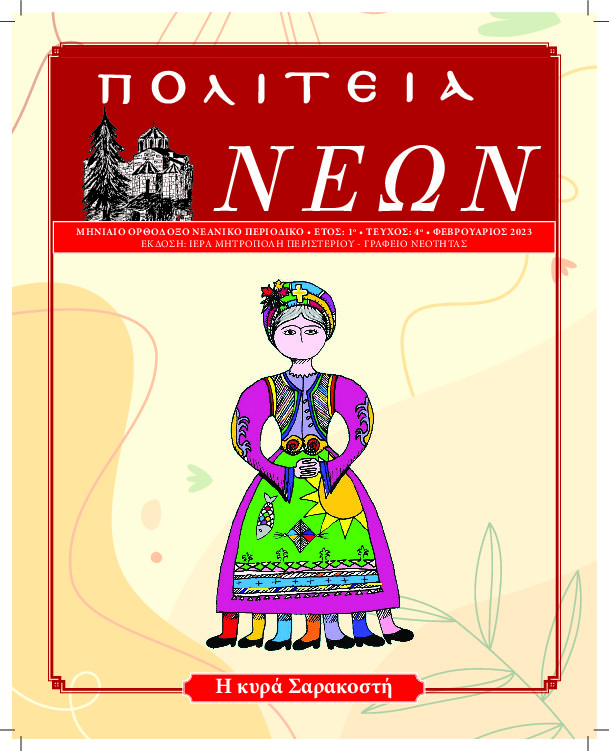 ΠΟΛΙΤΕΙΑ
ΝΕΩΝ
ΜΗΝΙΑΙΟ ΟΡΘΟΔΟΞΟ ΝΕΑΝΙΚΟ ΠΕΡΙΟΔΙΚΟ • ΕΤΟΣ: 1ο • ΤΕΥΧΟΣ: 4ο • ΦΕΒΡΟΥΑΡΙΟΣ 2023
ΕΚΔΟΣΗ: ΙΕΡΑ ΜΗΤΡΟΠΟΛΗ ΠΕΡΙΣΤΕΡΙΟΥ - ΓΡΑΦΕΙΟ ΝΕΟΤΗΤΑΣ
Η κυρά Σαρακοστή